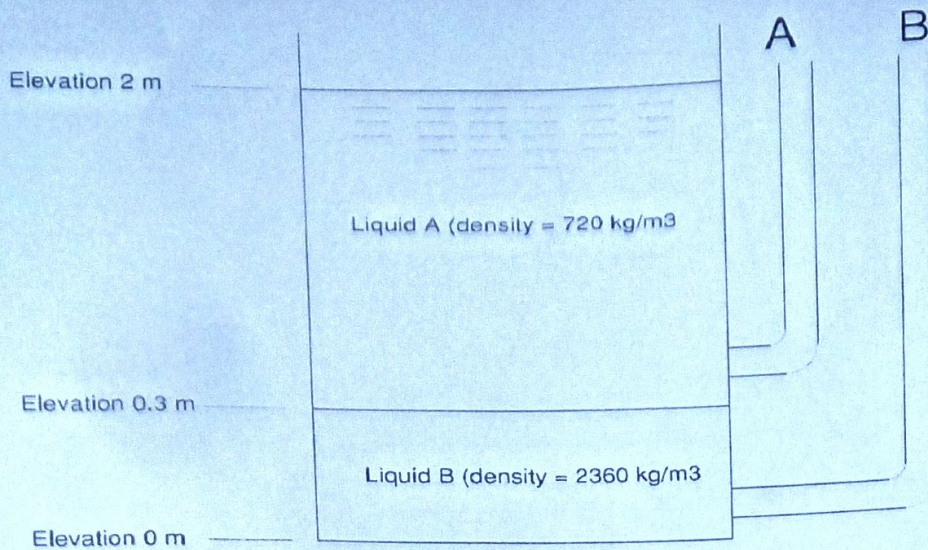 A
B
Elevation 2 m
Liquid A (density = 720 kg/m3
Elevation 0.3 m
Liquid B (density = 2360 kg/m3
Elevation 0 m